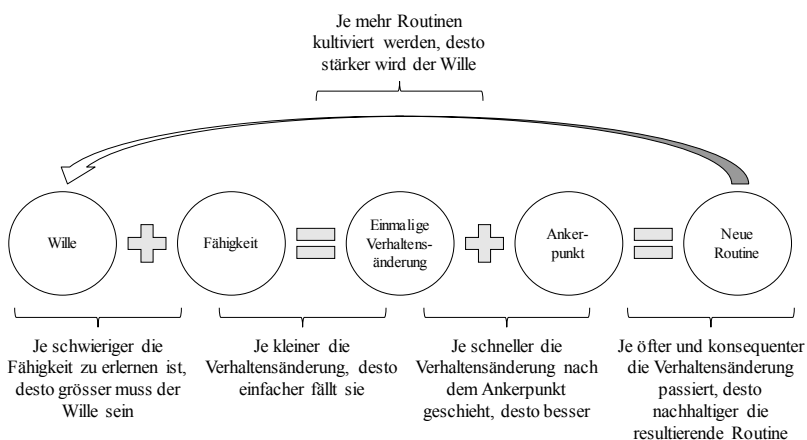 Je mehr Routinen
kultiviert werden, desto
stärker wird der Wille
Wille
Fähigkeit
Einmalige
Verhaltens-
änderung
Anker-
punkt
Neue
Routine
Je schwieriger die
Fähigkeit zu erlernen ist,
desto grösser muss der
Wille sein
Je kleiner die
Verhaltensänderung, desto
einfacher fällt sie
Je schneller die
Verhaltensänderung nach
dem Ankerpunkt
geschieht, desto besser
Je öfter und konsequenter
die Verhaltensänderung
passiert, desto
nachhaltiger die
resultierende Routine